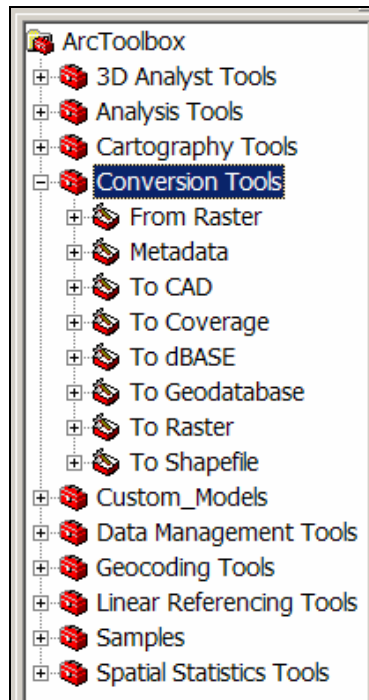 ArcToolbox
3D Analyst Tools
Analysis Tools
Cartography Tools
Conversion Tools
From Raster
Metadata
To CAD
To Coverage
To dBASE
To Geodatabase
To Raster
To Shapefile
Custom_Models
Data Management Tools
Geocoding Tools
Linear Referencing Tools
Samples
Spatial Statistics Tools